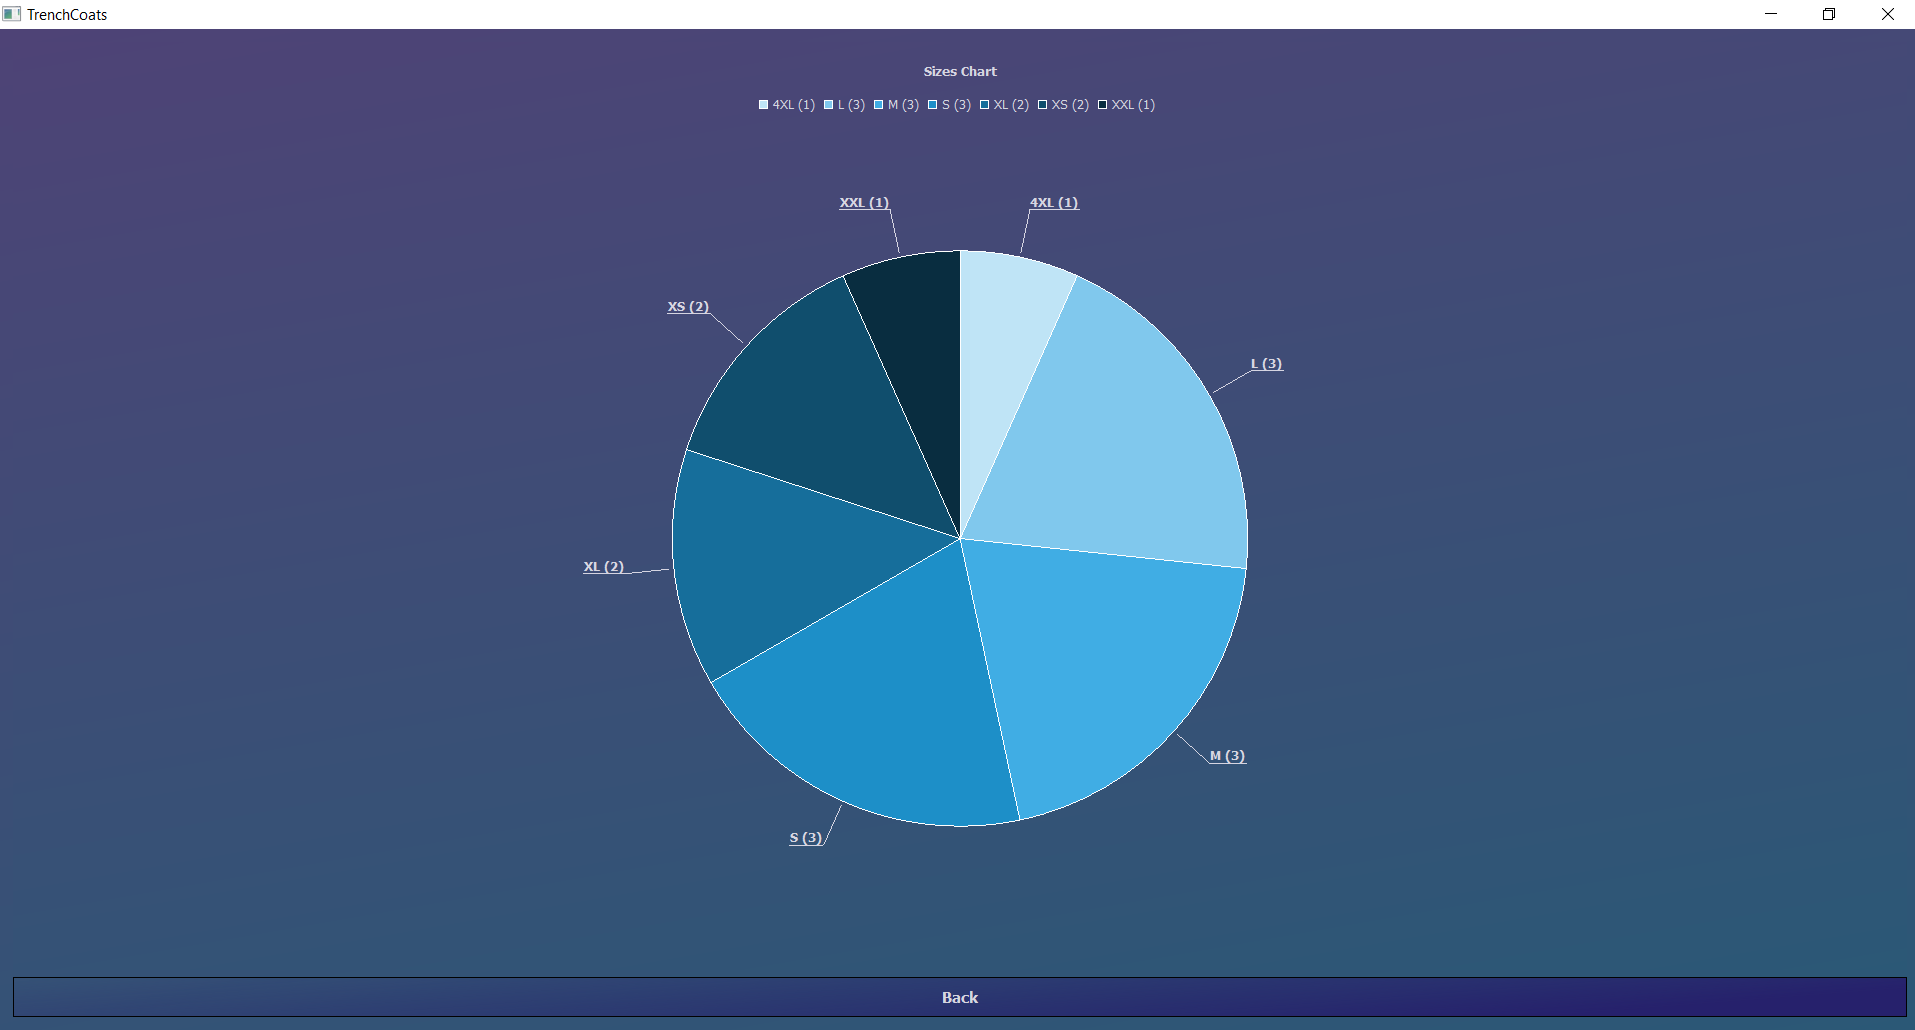 TrenchCoats
Sizes Chart
4XL (1) L (3) M (3) S (3) XL (2) XS (2) XXL (1)
XXL (1)
4XL (1)
XS (2)
L (3)
XL (2)
M (3)
S (3)
Back